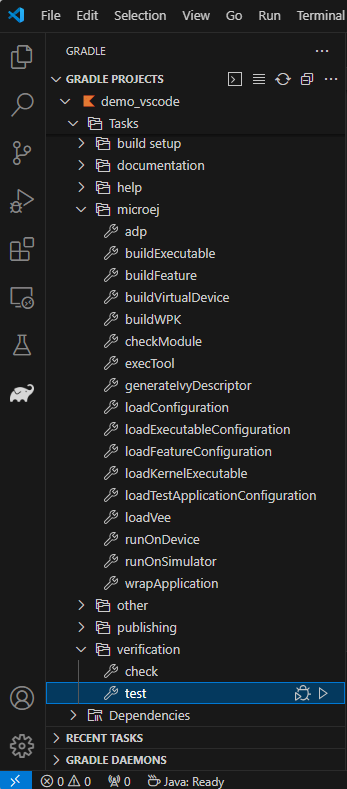 File Edit Selection View Go Run Terminal
GRADLE
GRADLE PROJECTS
demo_vscode
Tasks
build setup
documentation
help
microej
adp
buildExecutable
buildFeature
buildVirtualDevice
buildWPK
checkModule
execTool
generateIvyDescriptor
loadConfiguration
loadExecutableConfiguration
loadFeatureConfiguration
loadKernelExecutable
loadTestApplicationConfiguration
loadVee
runOnDevice
runOnSimulator
wrapApplication
other
publishing
verification
check
test
Dependencies
RECENT TASKS
GRADLE DAEMONS
0 0 0 Java: Ready